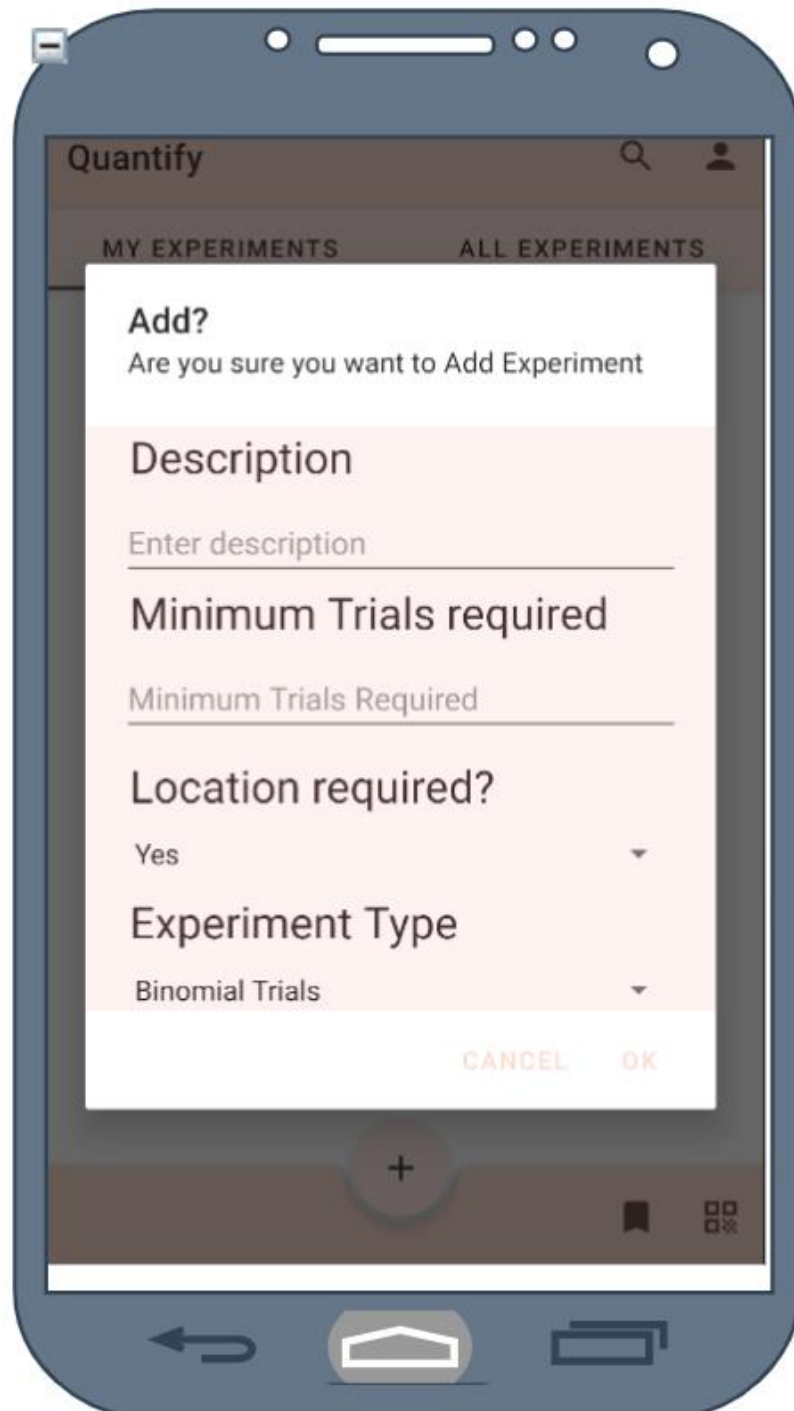 Quantify
MY EXPERIMENTS ALL EXPERIMENTS
Add?
Are you sure you want to Add Experiment
Description
Enter description
Minimum Trials required
Minimum Trials Required
Location required?
Yes
Experiment Type
Binomial Trials
CANCEL OK